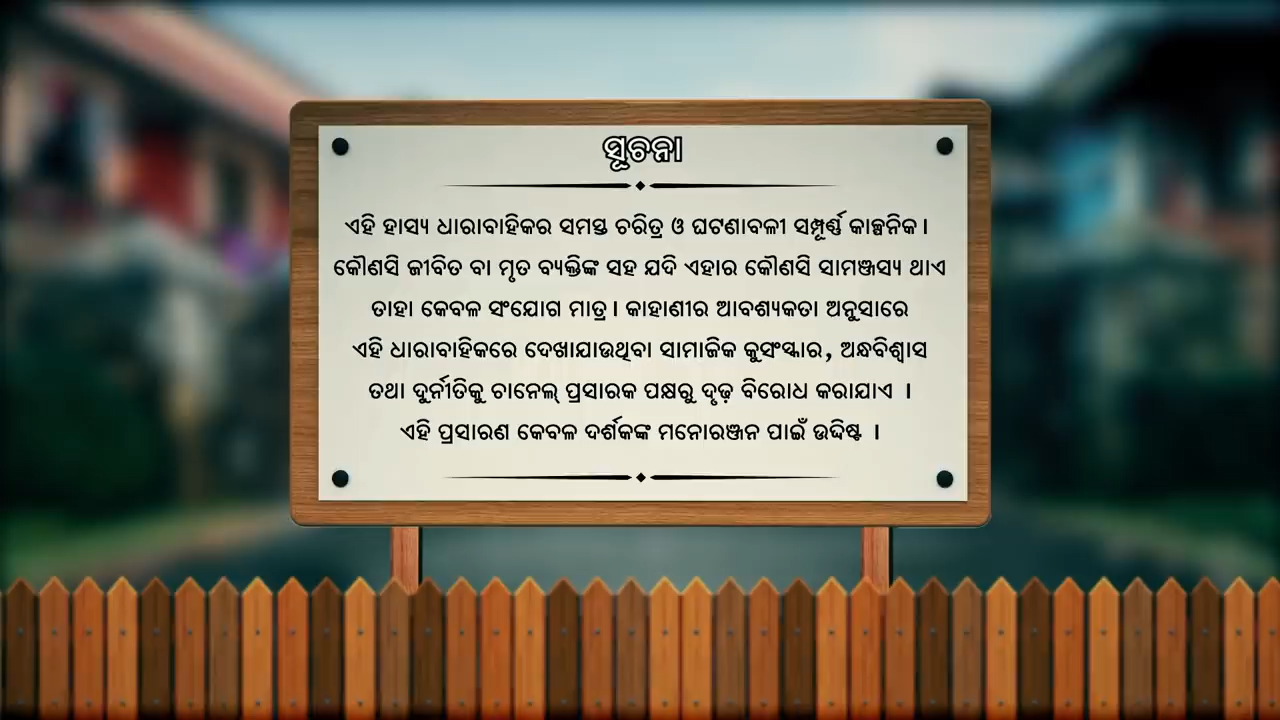 ସୂଚନା
ଏହି ହାସ୍ୟ ଧାରାବାହିକର ସମସ୍ତ ଚରିତ୍ର ଓ ଘଟଣାବଳୀ ସମ୍ପୂର୍ଣ୍ଣ କାଳ୍ପନିକ।
କୌଣସି ଜୀବିତ ବା ମୃତ ବ୍ୟକ୍ତିଙ୍କ ସହ ଯଦି ଏହାର କୌଣସି ସାମଞ୍ଜସ୍ୟ ଥାଏ
ତାହା କେବଳ ସଂଯୋଗ ମାତ୍ର। କାହାଣୀର ଆବଶ୍ୟକତା ଅନୁସାରେ
ଏହି ଧାରାବାହିକରେ ଦେଖାଯାଉଥିବା ସାମାଜିକ କୁସଂସ୍କାର, ଅନ୍ଧବିଶ୍ୱାସ
ତଥା ଦୁର୍ନୀତିକୁ ଚାନେଲ୍ ପ୍ରସାରକ ପକ୍ଷରୁ ଦୃଢ଼ ବିରୋଧ କରାଯାଏ ।
ଏହି ପ୍ରସାରଣ କେବଳ ଦର୍ଶକଙ୍କ ମନୋରଞ୍ଜନ ପାଇଁ ଉଦ୍ଦିଷ୍ଟ ।